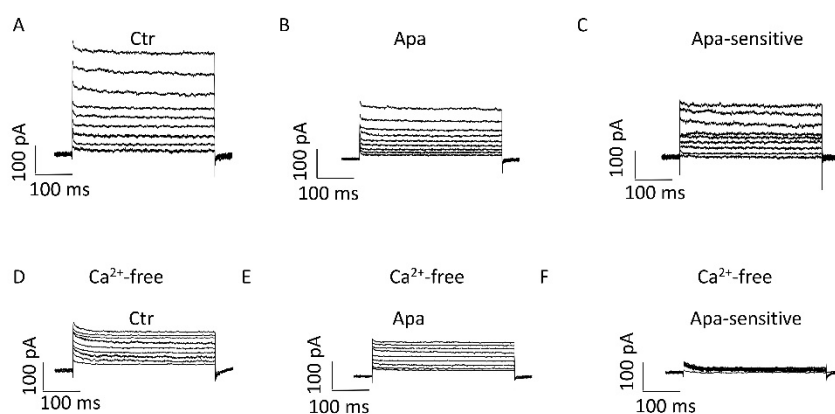 A
Ctr
100 pA
100 ms
B
Apa
100 pA
100 ms
C
Apa-sensitive
100 pA
100 ms
D
Ca²⁺-free
Ctr
100 pA
100 ms
E
Ca²⁺-free
Apa
100 pA
100 ms
F
Ca²⁺-free
Apa-sensitive
100 pA
100 ms